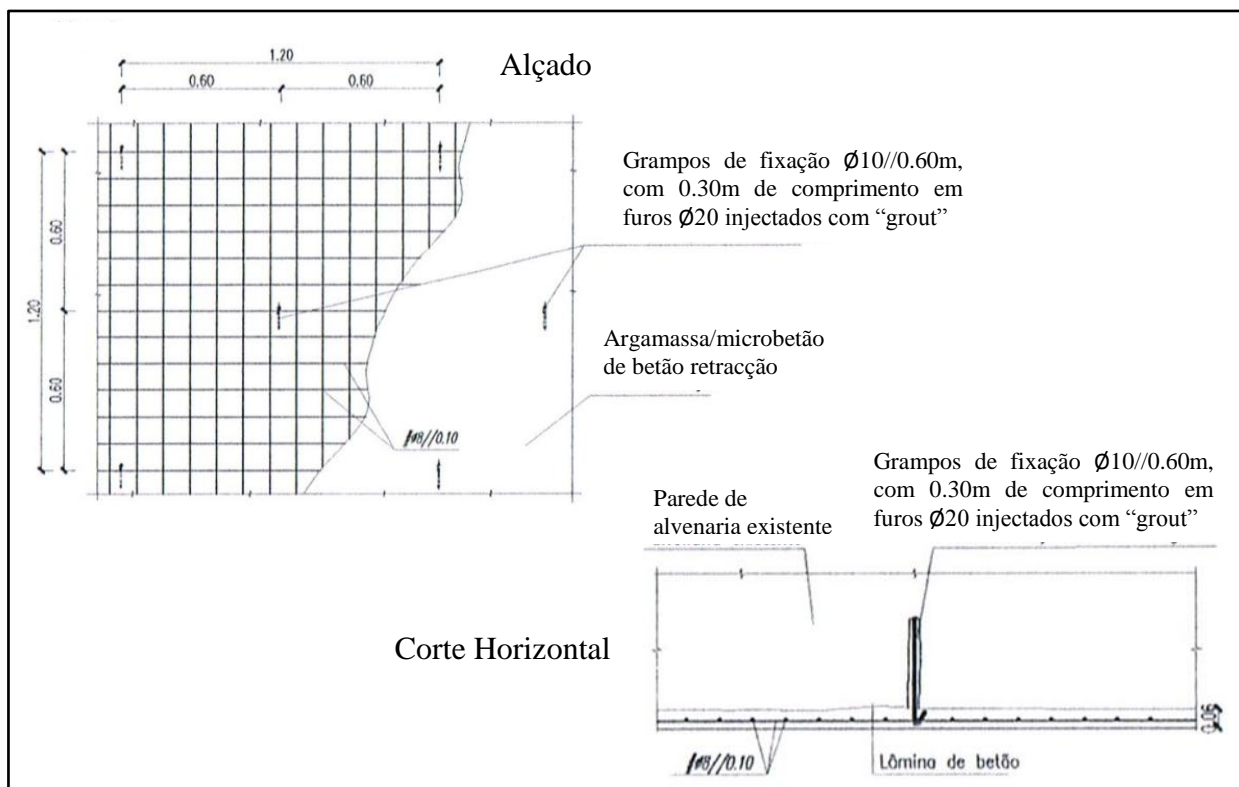 1.20
0.60 0.60
Alçado
Grampos de fixação Ø10//0.60m,
com 0.30m de comprimento em
furos Ø20 injectados com “grout”
0.60
1.20
0.60
Argamassa/microbetão
de betão retracção
#Ø8//0.10
Grampos de fixação Ø10//0.60m,
com 0.30m de comprimento em
furos Ø20 injectados com “grout”
Parede de
alvenaria existente
Corte Horizontal
0.06
#Ø8//0.10
Lâmina de betão